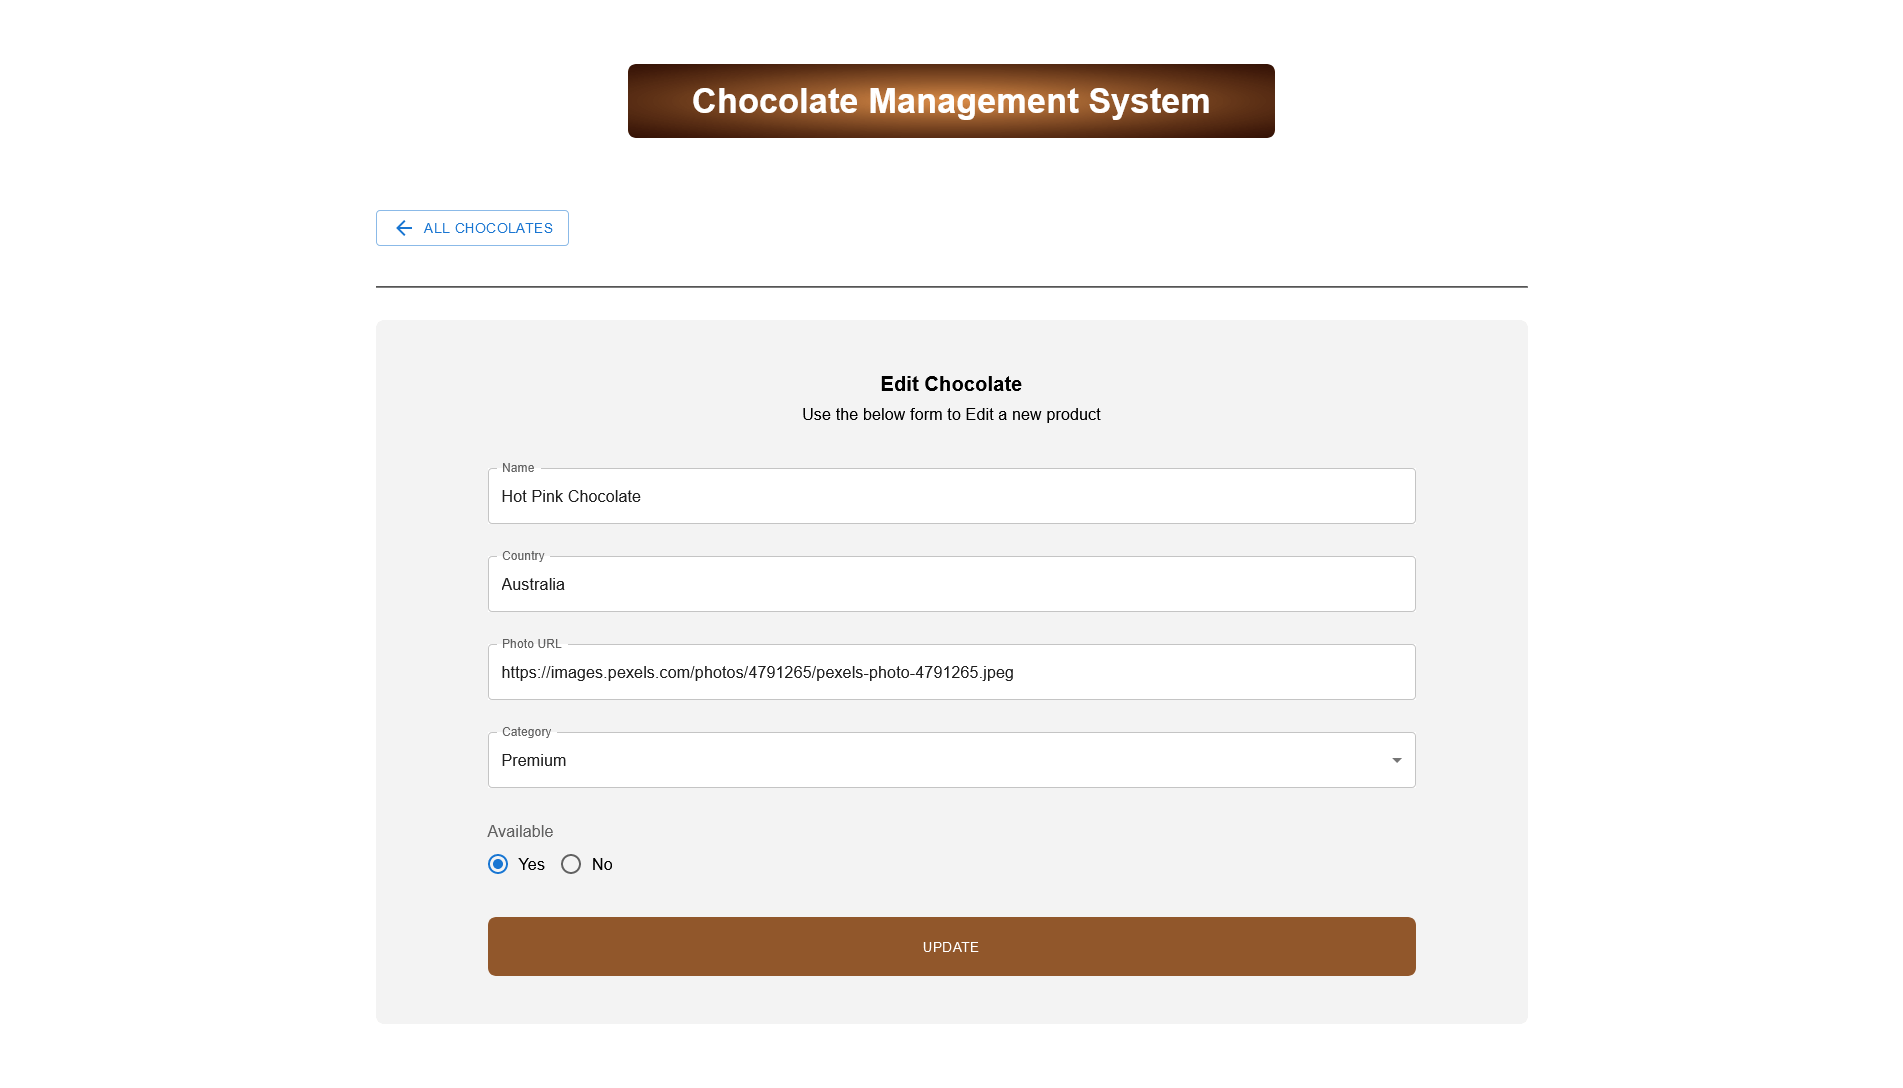 Chocolate Management System
ALL CHOCOLATES
Edit Chocolate
Use the below form to Edit a new product
Name
Hot Pink Chocolate
Country
Australia
Photo URL
https://images.pexels.com/photos/4791265/pexels-photo-4791265.jpeg
Category
Premium
Available
Yes No
UPDATE